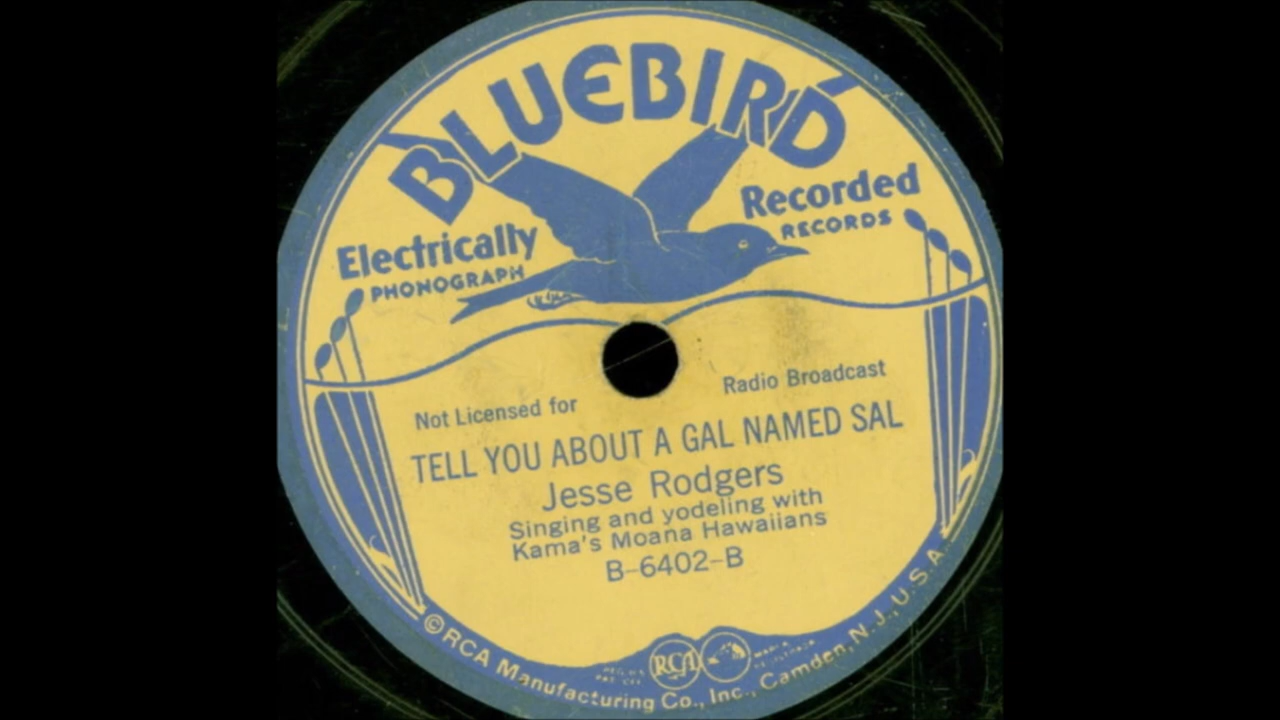 BLUEBIRD
Electrically Recorded
PHONOGRAPH RECORDS
Not Licensed for Radio Broadcast
TELL YOU ABOUT A GAL NAMED SAL
Jesse Rodgers
Singing and yodeling with
Kama's Moana Hawaiians
B-6402-B
RCA
©RCA Manufacturing Co., Inc., Camden, N.J., U.S.A.